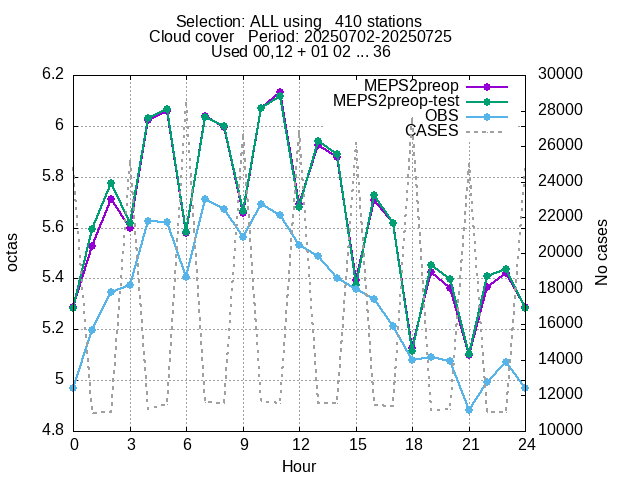 Selection: ALL using   410 stations
Cloud cover   Period: 20250702-20250725
Used 00,12 + 01 02 ... 36
6.2
6
5.8
5.6
5.4
5.2
5
4.8
octas
MEPS2preop
MEPS2preop-test
OBS
CASES
30000
28000
26000
24000
22000
20000
18000
16000
14000
12000
10000
No cases
0 3 6 9 12 15 18 21 24
Hour